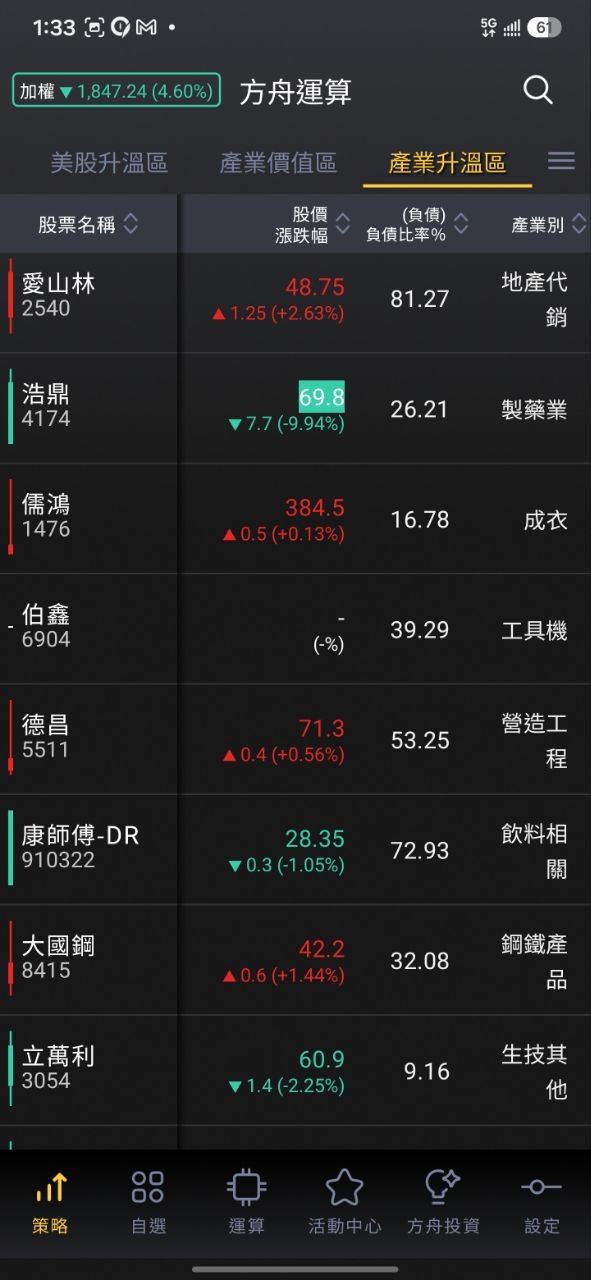 1:33
5G
61
加權▼1,847.24 (4.60%)
方舟運算
美股升溫區 產業價值區 產業升溫區
股票名稱
股價
漲跌幅
(負債)
負債比率%
產業別
愛山林
2540
48.75
▲1.25 (+2.63%)
81.27
地產代
銷
浩鼎
4174
69.8
▼7.7 (-9.94%)
26.21
製藥業
儒鴻
1476
384.5
▲0.5 (+0.13%)
16.78
成衣
- 伯鑫
6904
-
(-%)
39.29
工具機
德昌
5511
71.3
▲0.4 (+0.56%)
53.25
營造工
程
康師傅-DR
910322
28.35
▼0.3 (-1.05%)
72.93
飲料相
關
大國鋼
8415
42.2
▲0.6 (+1.44%)
32.08
鋼鐵產
品
立萬利
3054
60.9
▼1.4 (-2.25%)
9.16
生技其
他
策略 自選 運算 活動中心 方舟投資 設定